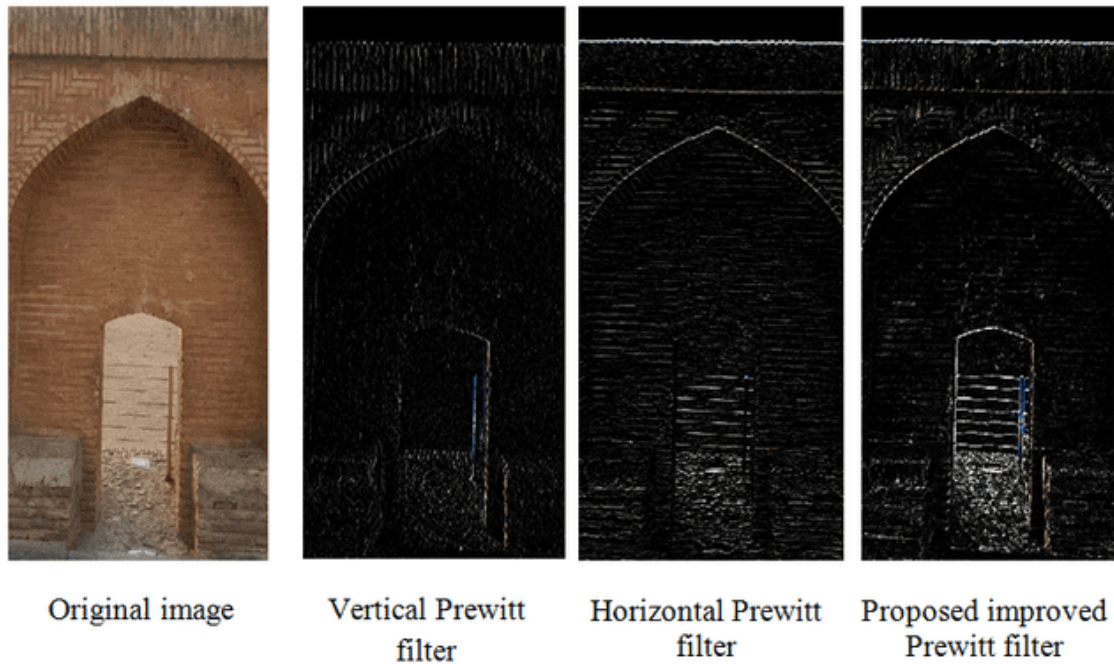 Original image
Vertical Prewitt
filter
Horizontal Prewitt
filter
Proposed improved
Prewitt filter